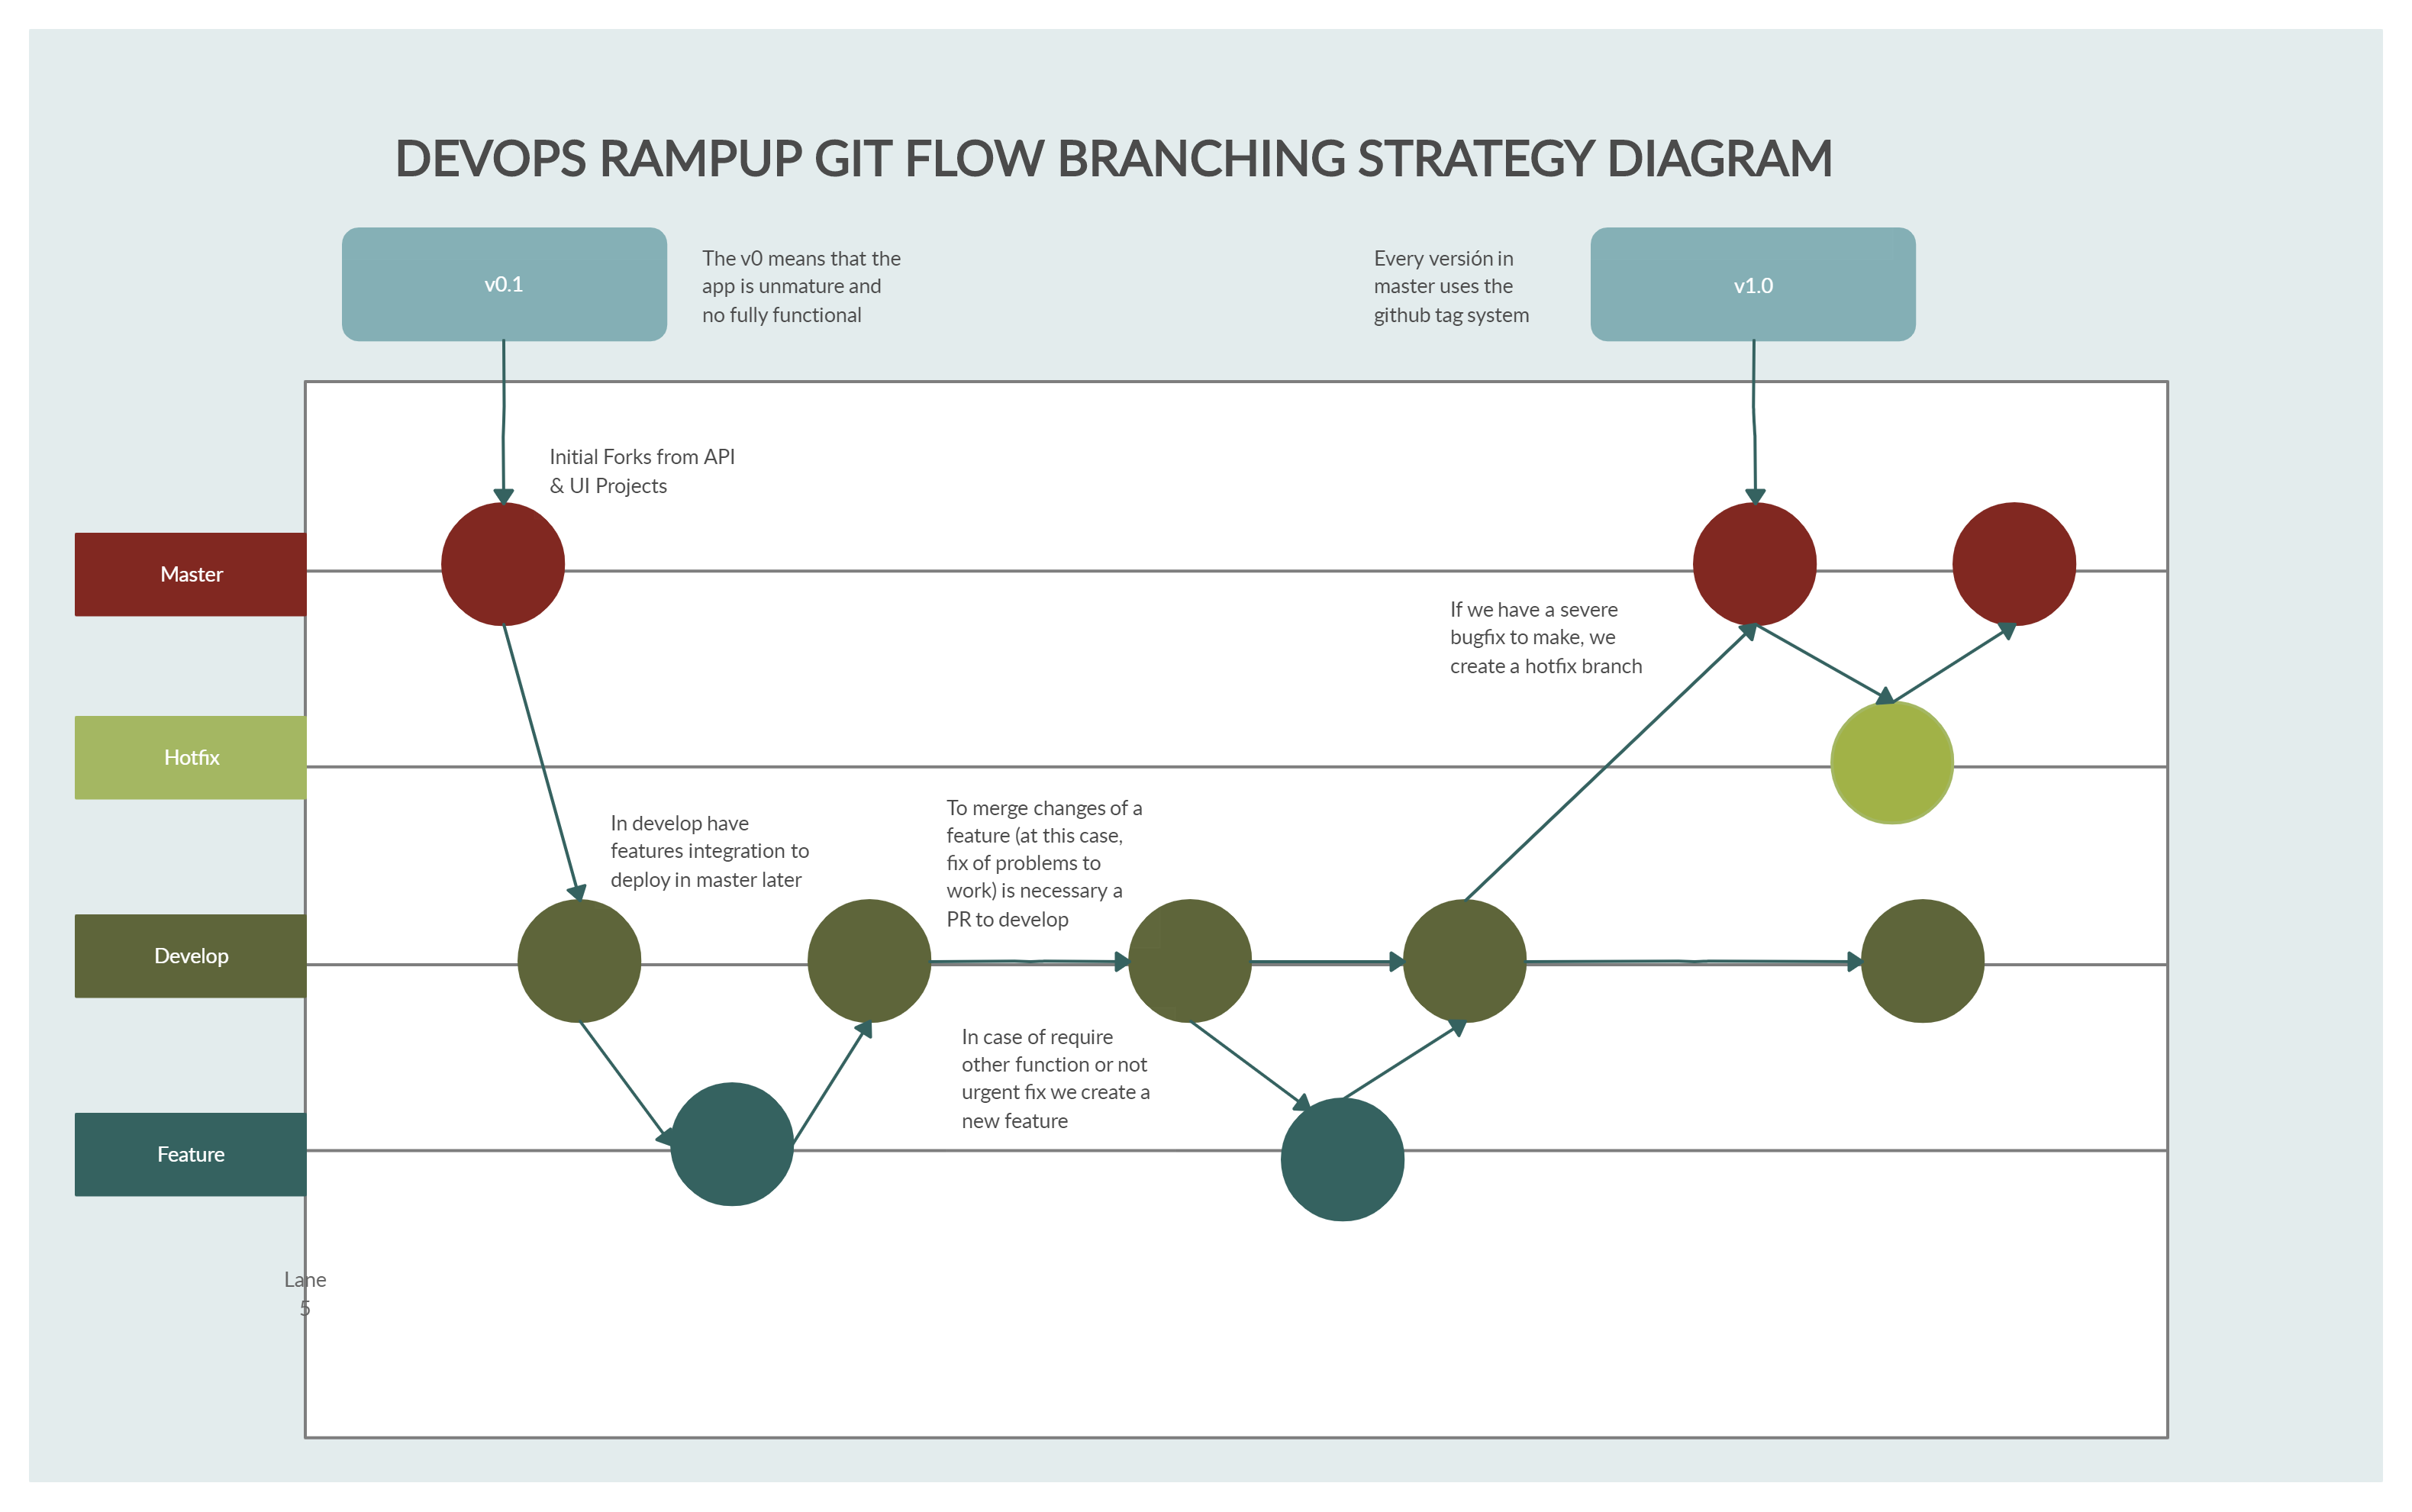 DEVOPS RAMPUP GIT FLOW BRANCHING STRATEGY DIAGRAM
v0.1
The v0 means that the
app is unmature and
no fully functional
Every versión in
master uses the
github tag system
v1.0
Initial Forks from API
& UI Projects
Master
If we have a severe
bugfix to make, we
create a hotfix branch
Hotfix
In develop have
features integration to
deploy in master later
To merge changes of a
feature (at this case,
fix of problems to
work) is necessary a
PR to develop
Develop
In case of require
other function or not
urgent fix we create a
new feature
Feature
Lane
5